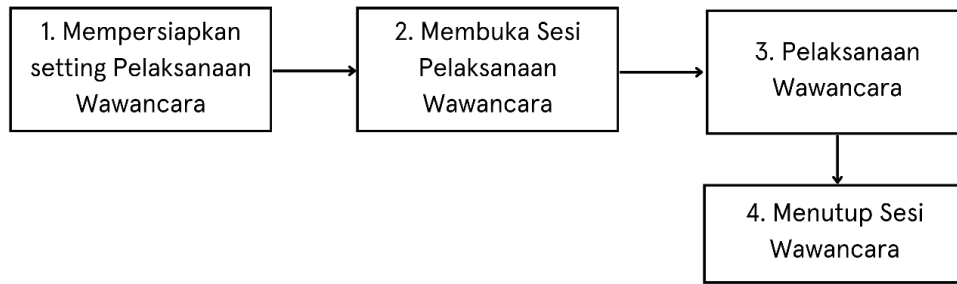 1. Mempersiapkan
setting Pelaksanaan
Wawancara
2. Membuka Sesi
Pelaksanaan
Wawancara
3. Pelaksanaan
Wawancara
4. Menutup Sesi
Wawancara